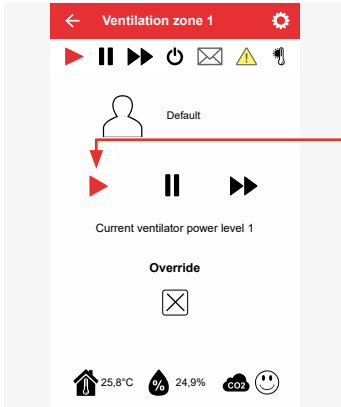 Ventilation zone 1
Default
Current ventilator power level 1
Override
25,8°C % 24,9% CO2